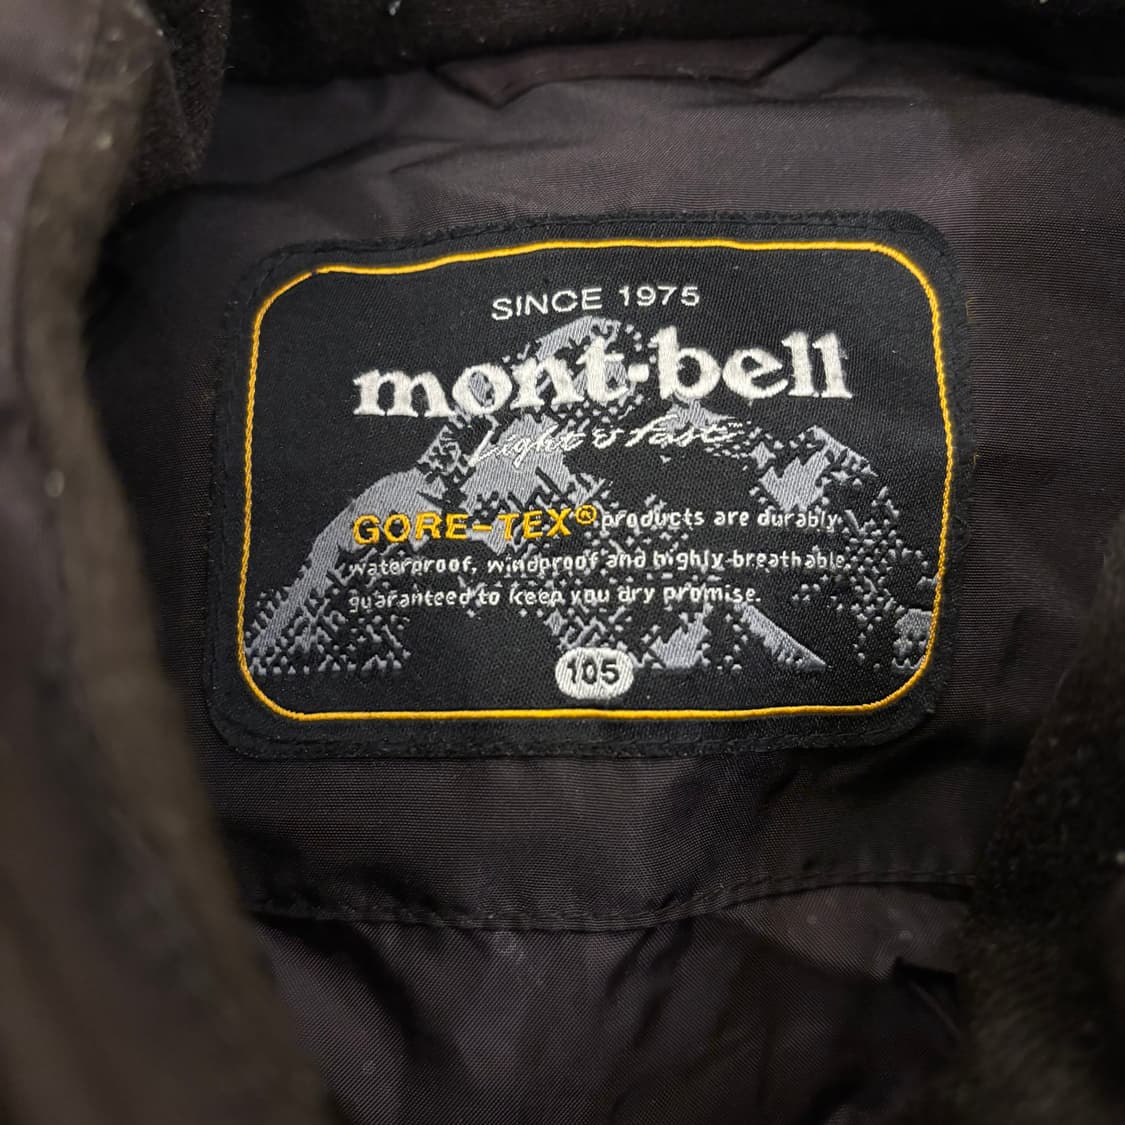 SINCE 1975
mont-bell
Light & Fast™
GORE-TEX® products are durably
waterproof, windproof and highly breathable,
guaranteed to keep you dry promise.
105